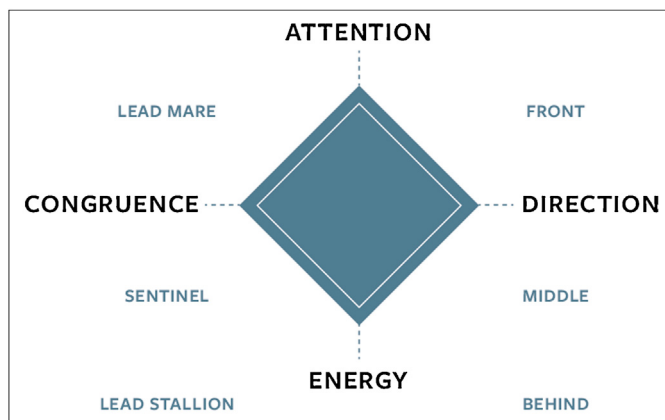 ATTENTION
LEAD MARE
FRONT
CONGRUENCE
DIRECTION
SENTINEL
MIDDLE
ENERGY
LEAD STALLION
BEHIND